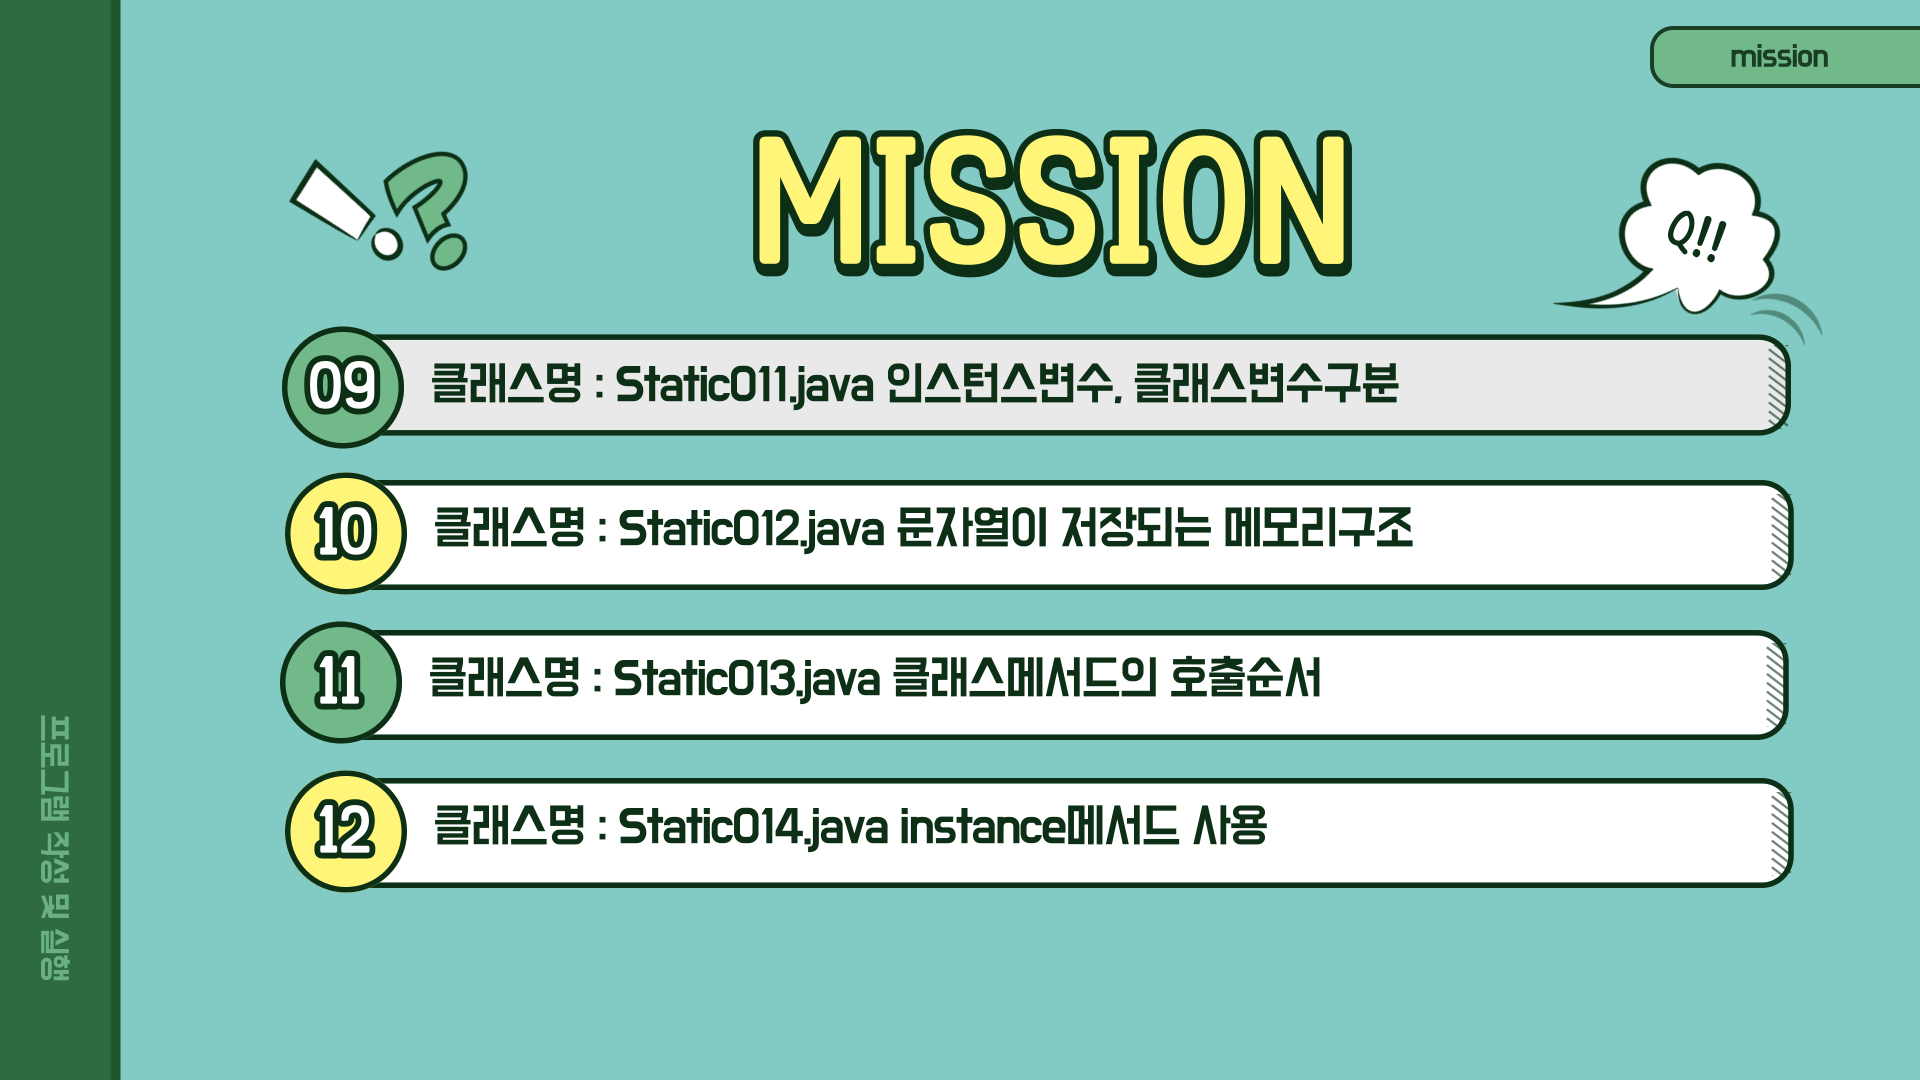 mission
MISSION
Q!!
09 클래스명 : Static011.java 인스턴스변수, 클래스변수구분
10 클래스명 : Static012.java 문자열이 저장되는 메모리구조
11 클래스명 : Static013.java 클래스메서드의 호출순서
12 클래스명 : Static014.java instance메서드 사용
프로그램 작성 및 실행